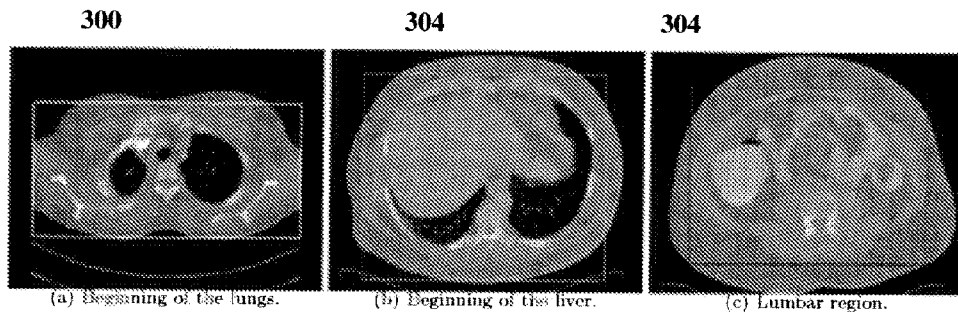 300 304 304
(a) Beginning of the lungs. (b) Beginning of the liver. (c) Lumbar region.